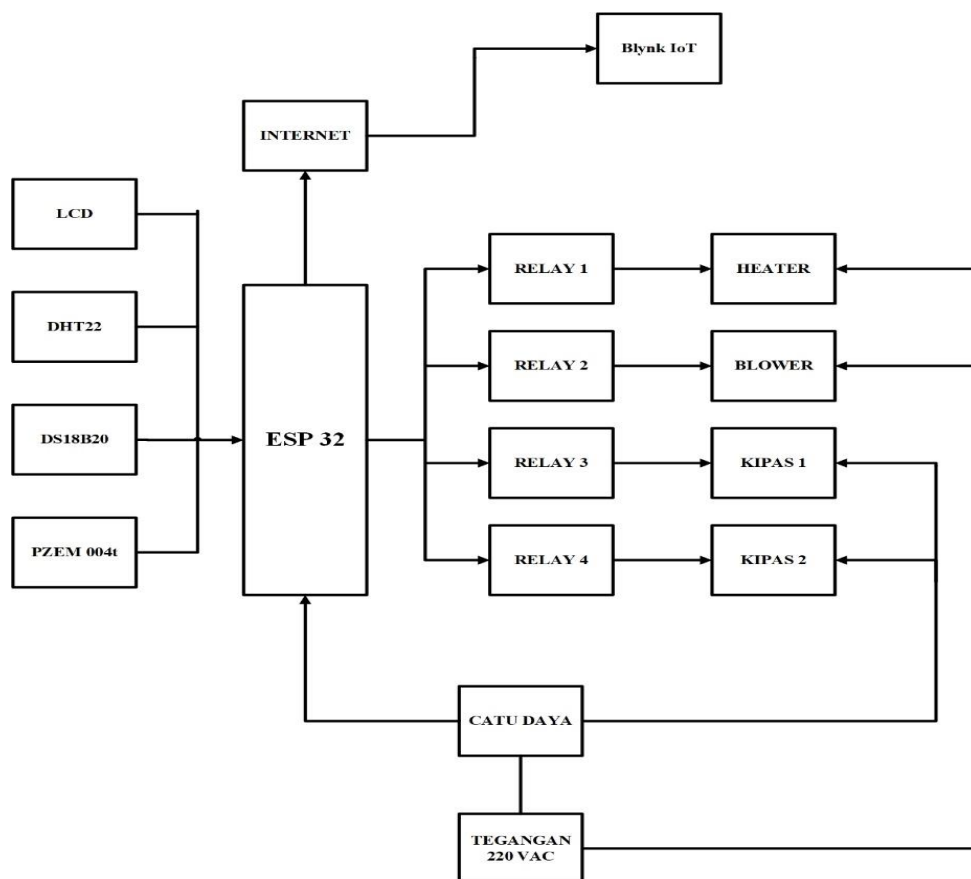 Blynk IoT
INTERNET
LCD
RELAY 1
HEATER
DHT22
RELAY 2
BLOWER
DS18B20
ESP 32
RELAY 3
KIPAS 1
PZEM 004t
RELAY 4
KIPAS 2
CATU DAYA
TEGANGAN
220 VAC